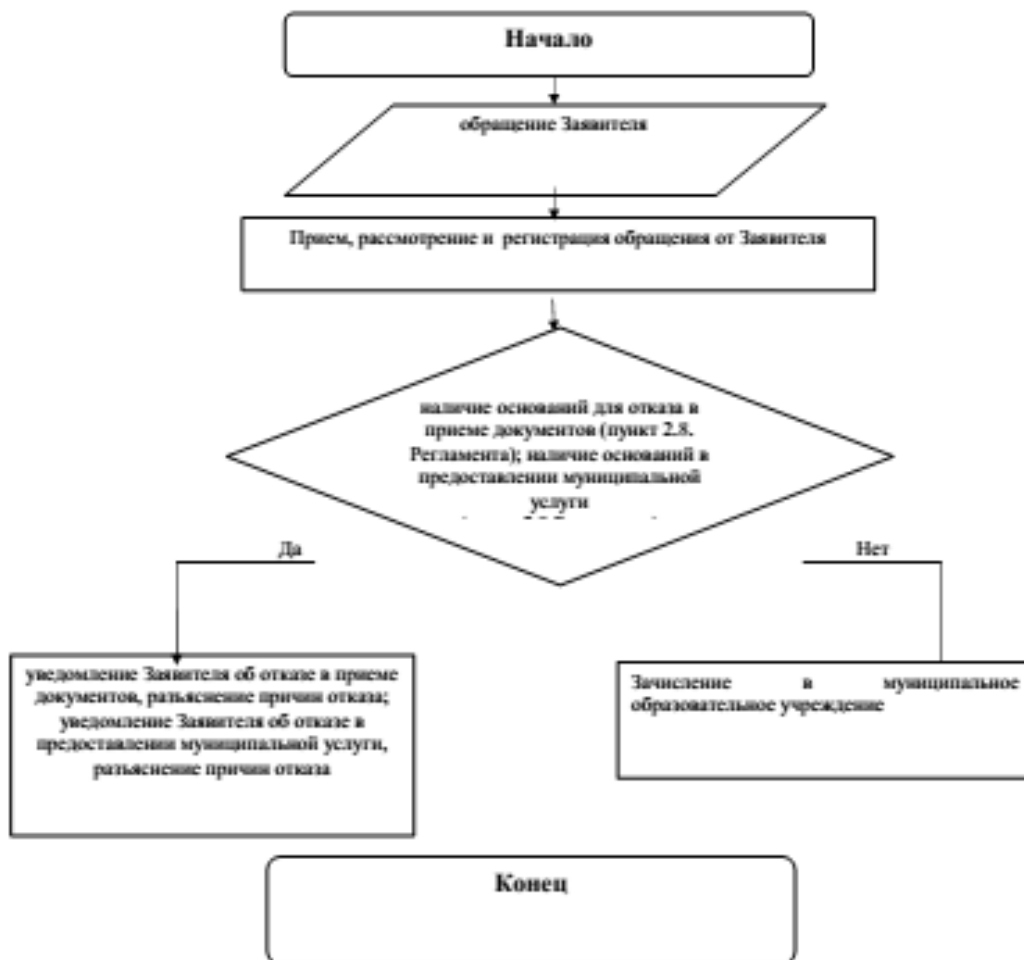 Начало
обращение Заявителя
Прием, рассмотрение и регистрация обращения от Заявителя
наличие оснований для отказа в
приеме документов (пункт 2.8.
Регламента); наличие оснований в
предоставлении муниципальной
услуги
Да
Нет
уведомление Заявителя об отказе в приеме
документов, разъяснение причин отказа;
уведомление Заявителя об отказе в
предоставлении муниципальной услуги,
разъяснение причин отказа
Зачисление в муниципальное
образовательное учреждение
Конец